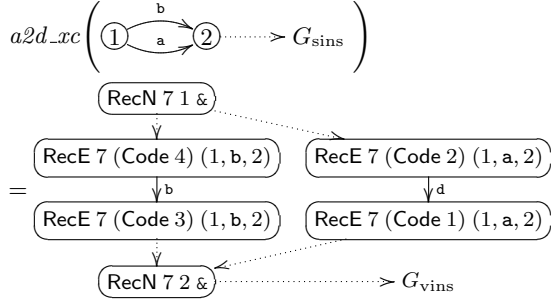 b
a2d_xc ( 1 a 2 G_sins )
RecN 7 1 &
RecE 7 (Code 4) (1, b, 2) RecE 7 (Code 2) (1, a, 2)
= b d
RecE 7 (Code 3) (1, b, 2) RecE 7 (Code 1) (1, a, 2)
RecN 7 2 & G_vins